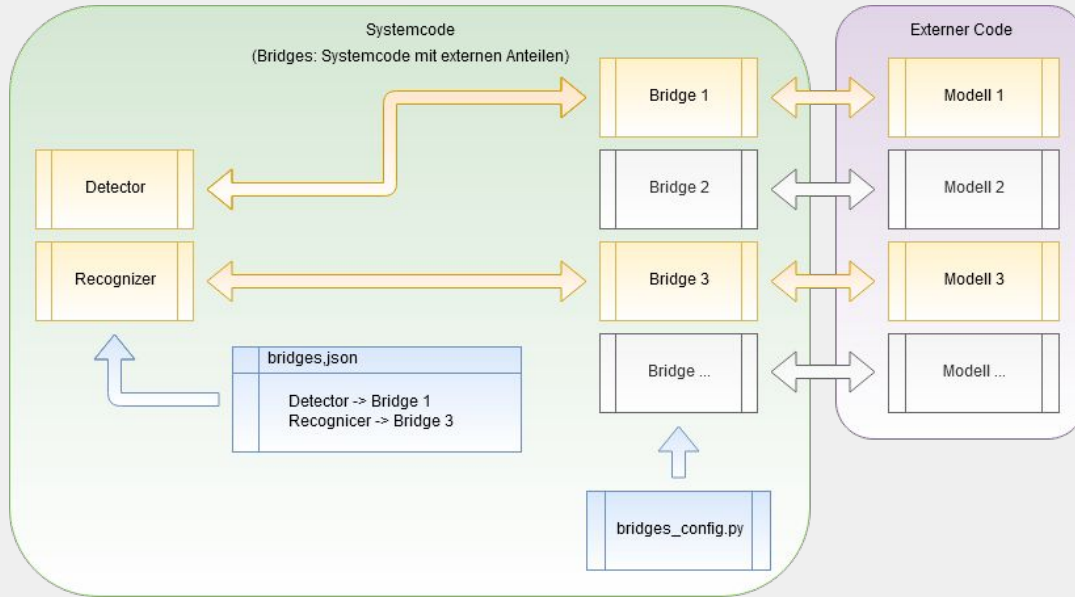 Systemcode
(Bridges: Systemcode mit externen Anteilen)
Externer Code
Bridge 1
Modell 1
Detector
Bridge 2
Modell 2
Recognizer
Bridge 3
Modell 3
bridges,json
Detector -> Bridge 1
Recognicer -> Bridge 3
Bridge ...
Modell ...
bridges_config.py